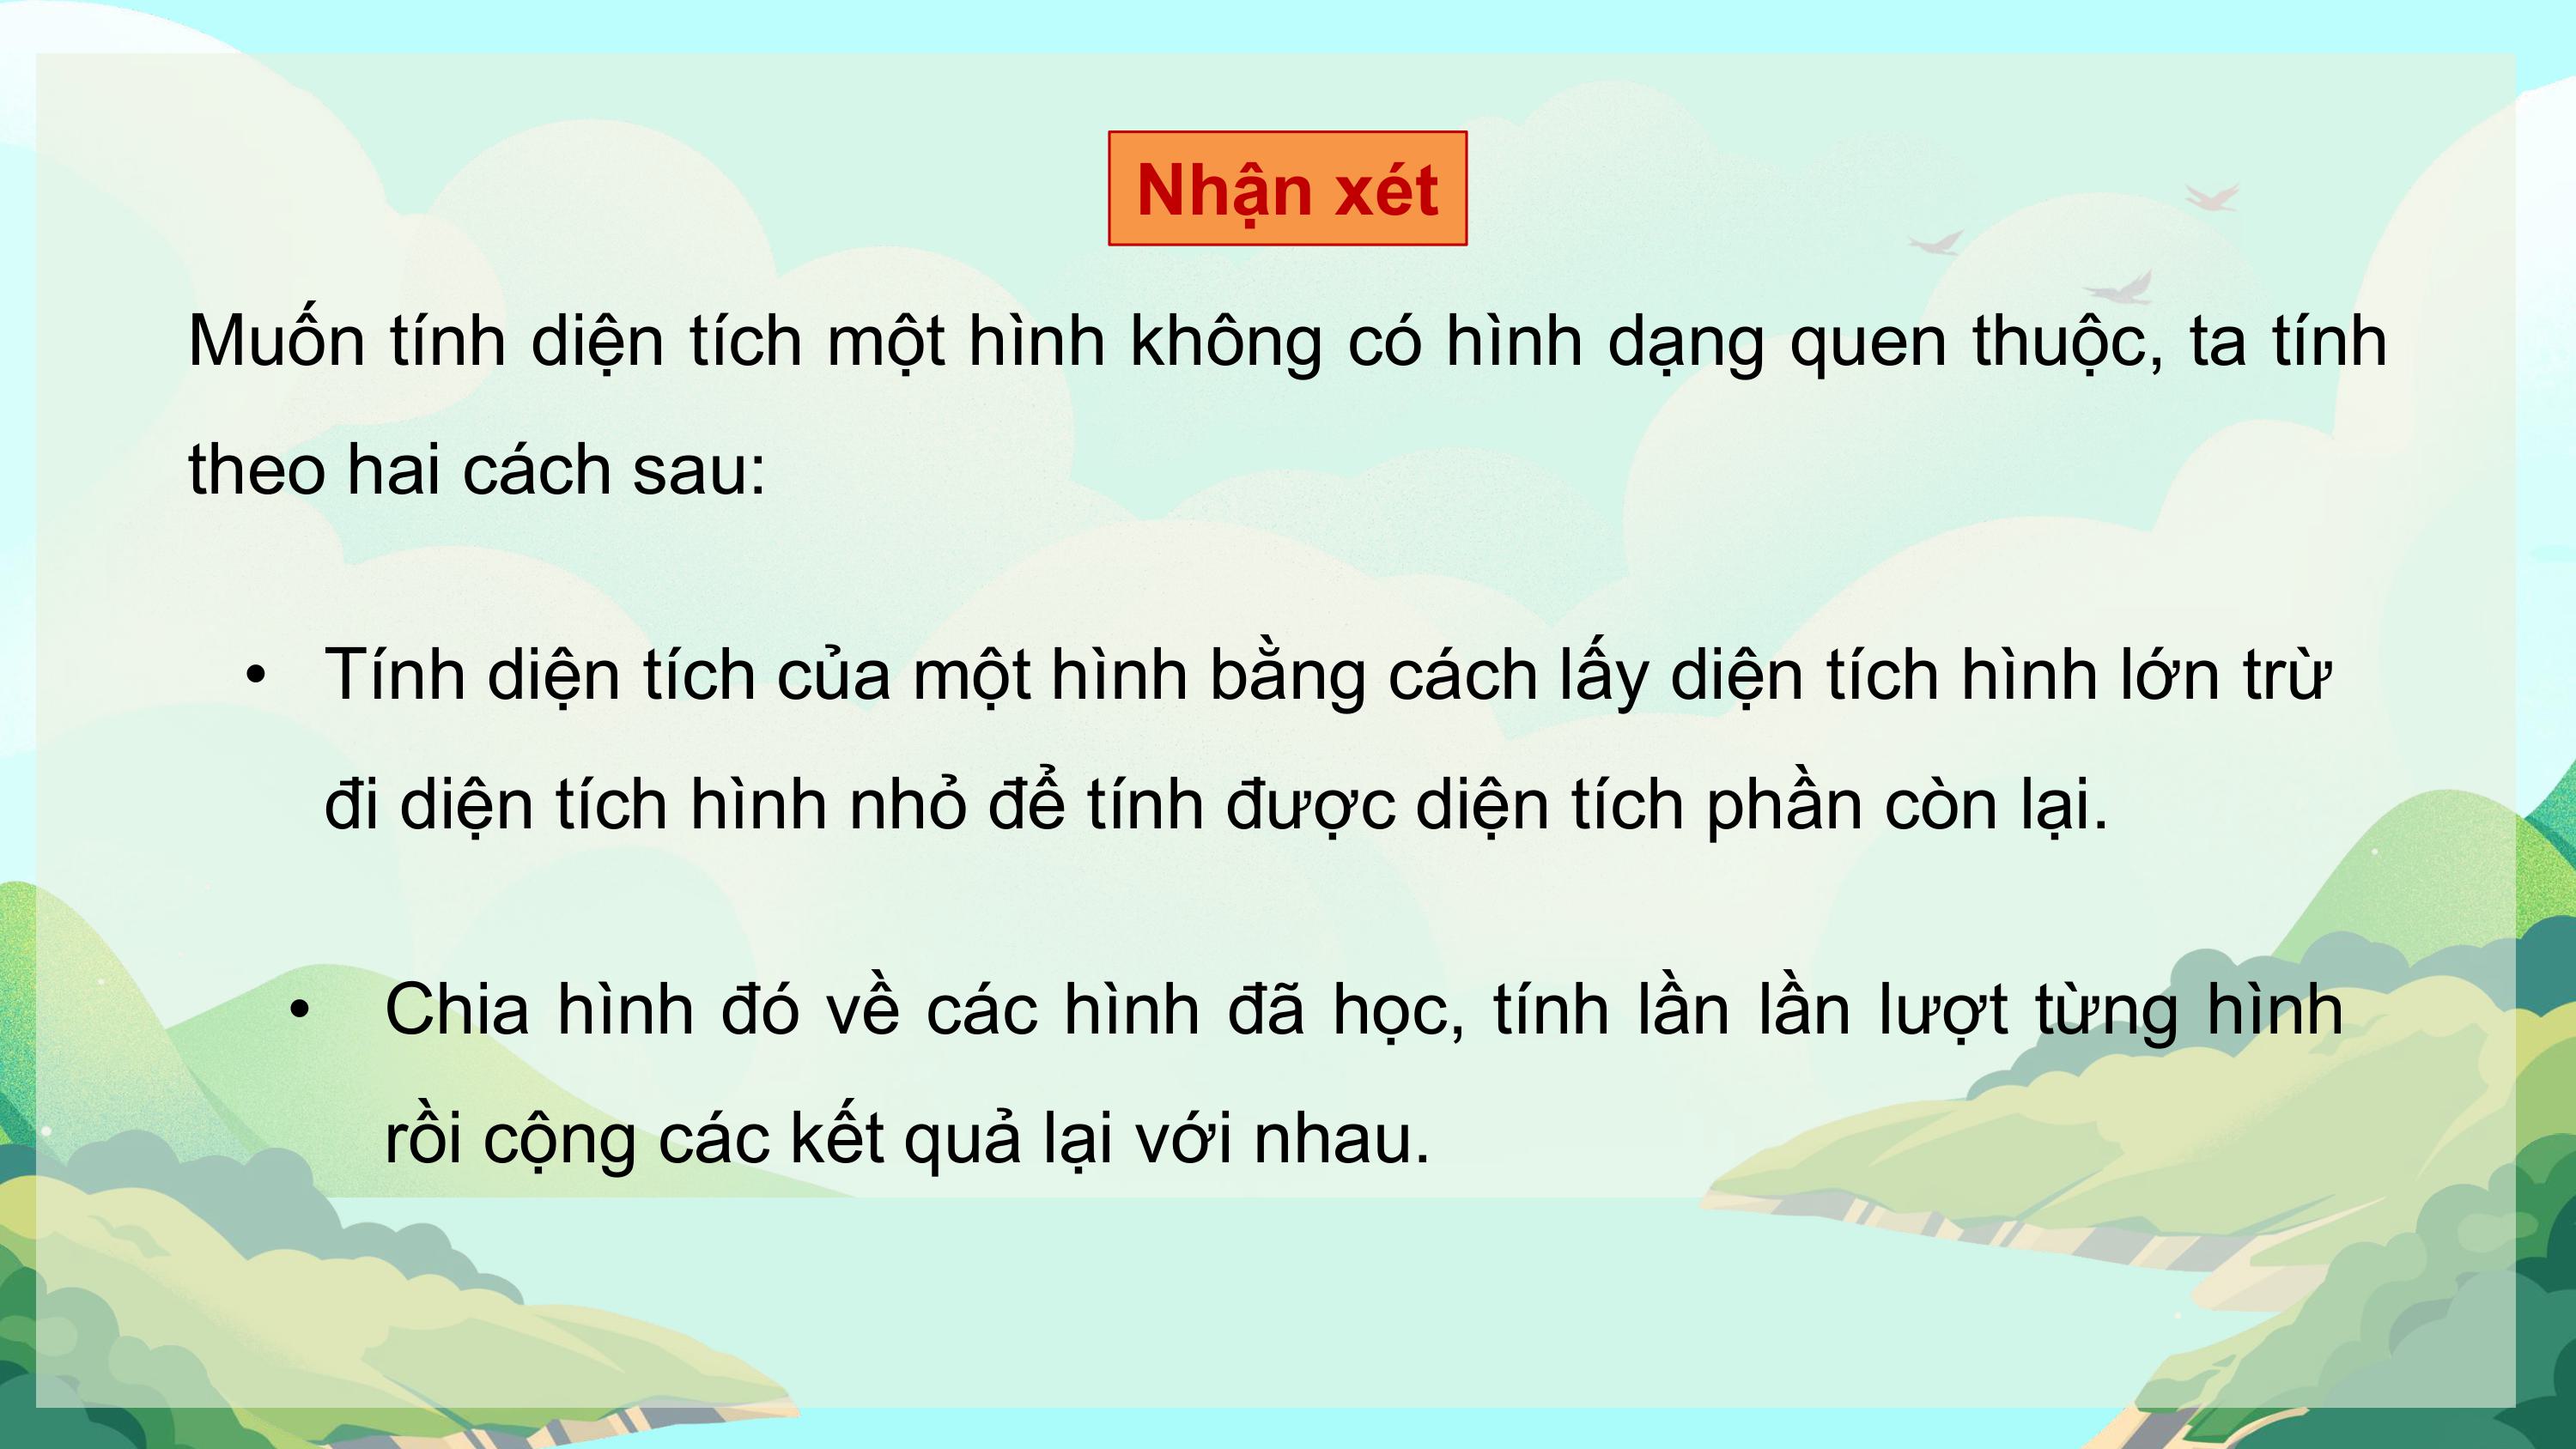 Nhận xét
Muốn tính diện tích một hình không có hình dạng quen thuộc, ta tính
theo hai cách sau:
• Tính diện tích của một hình bằng cách lấy diện tích hình lớn trừ
đi diện tích hình nhỏ để tính được diện tích phần còn lại.
• Chia hình đó về các hình đã học, tính lần lần lượt từng hình
rồi cộng các kết quả lại với nhau.